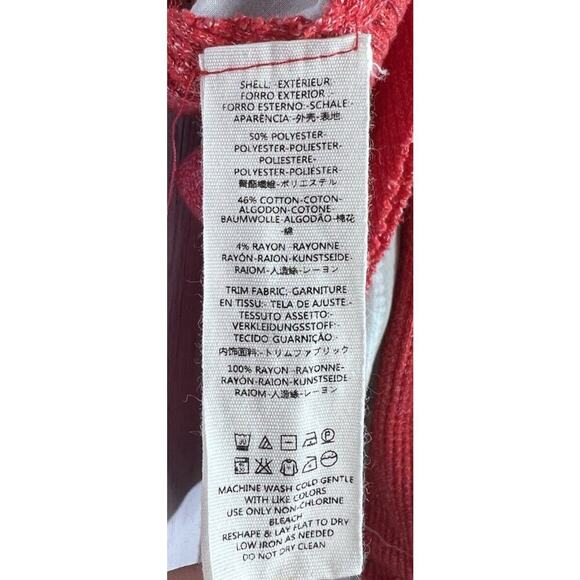 SHELL: -EXTÉRIEUR:
FORRO EXTERIOR:-
FORRO ESTERNO:-SCHALE:-
APARÊNCIA:-外壳:-表地
50% POLYESTER-
POLYESTER-POLIESTER-
POLIESTERE-
POLYESTER-POLIÉSTER-
聚酯纖維-ポリエステル
46% COTTON-COTON-
ALGODON-COTONE-
BAUMWOLLE-ALGODÃO-棉花
-綿
4% RAYON -RAYONNE
RAYÓN-RAION-KUNSTSEIDE-
RAIOM-人造絲-レーヨン
TRIM FABRIC:-GARNITURE
EN TISSU:- TELA DE AJUSTE:-
TESSUTO ASSETTO:-
VERKLEIDUNGSSTOFF:-
TECIDO GUARNIÇÃO:-
内饰面料:-トリムファブリック
100% RAYON -RAYONNE-
RAYÓN-RAION-KUNSTSEIDE
RAIOM-人造絲-レーヨン
MACHINE WASH COLD GENTLE
WITH LIKE COLORS
USE ONLY NON-CHLORINE
BLEACH
RESHAPE & LAY FLAT TO DRY
LOW IRON AS NEEDED
DO NOT DRY CLEAN